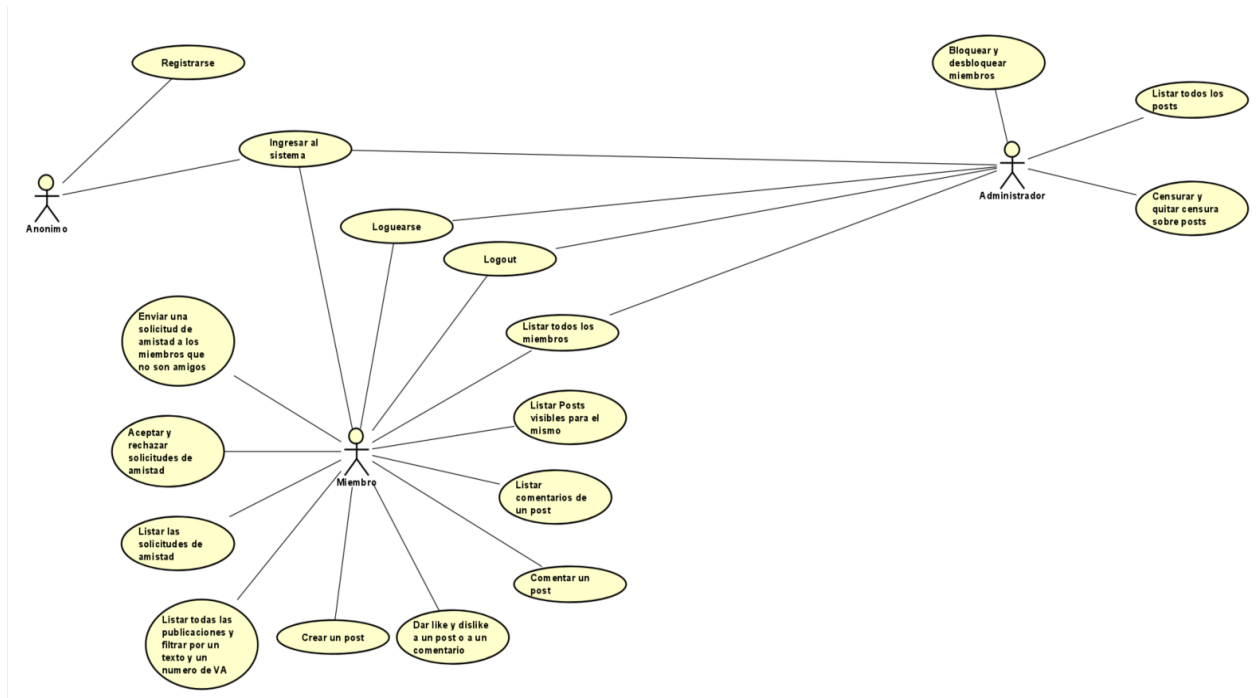 Registrarse
Ingresar al
sistema
Anonimo
Bloquear y
desbloquear
miembros
Listar todos los
posts
Administrador
Censurar y
quitar censura
sobre posts
Loguearse
Logout
Listar todos los
miembros
Enviar una
solicitud de
amistad a los
miembros que
no son amigos
Aceptar y
rechazar
solicitudes de
amistad
Miembro
Listar Posts
visibles para el
mismo
Listar
comentarios de
un post
Listar las
solicitudes de
amistad
Comentar un
post
Listar todas las
publicaciones y
filtrar por un
texto y un
numero de VA
Crear un post
Dar like y dislike
a un post o a un
comentario